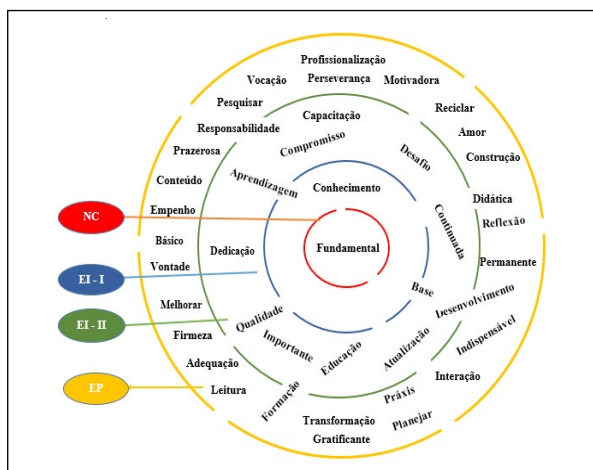 Profissionalização
Vocação
Perseverança
Motivadora
Pesquisar
Reciclar
Capacitação
Responsabilidade
Amor
Compromisso
Prazerosa
Desafio
Construção
Aprendizagem
Conteúdo
Conhecimento
Didática
Empenho
NC
Reflexão
Continuada
Básico
Dedicação
Fundamental
Vontade
Permanente
EI - I
Base
Melhorar
Desenvolvimento
Qualidade
EI - II
Firmeza
Importante
Indispensável
Educação
Atualização
Adequação
Interação
EP
Leitura
Formação
Práxis
Transformação
Planejar
Gratificante